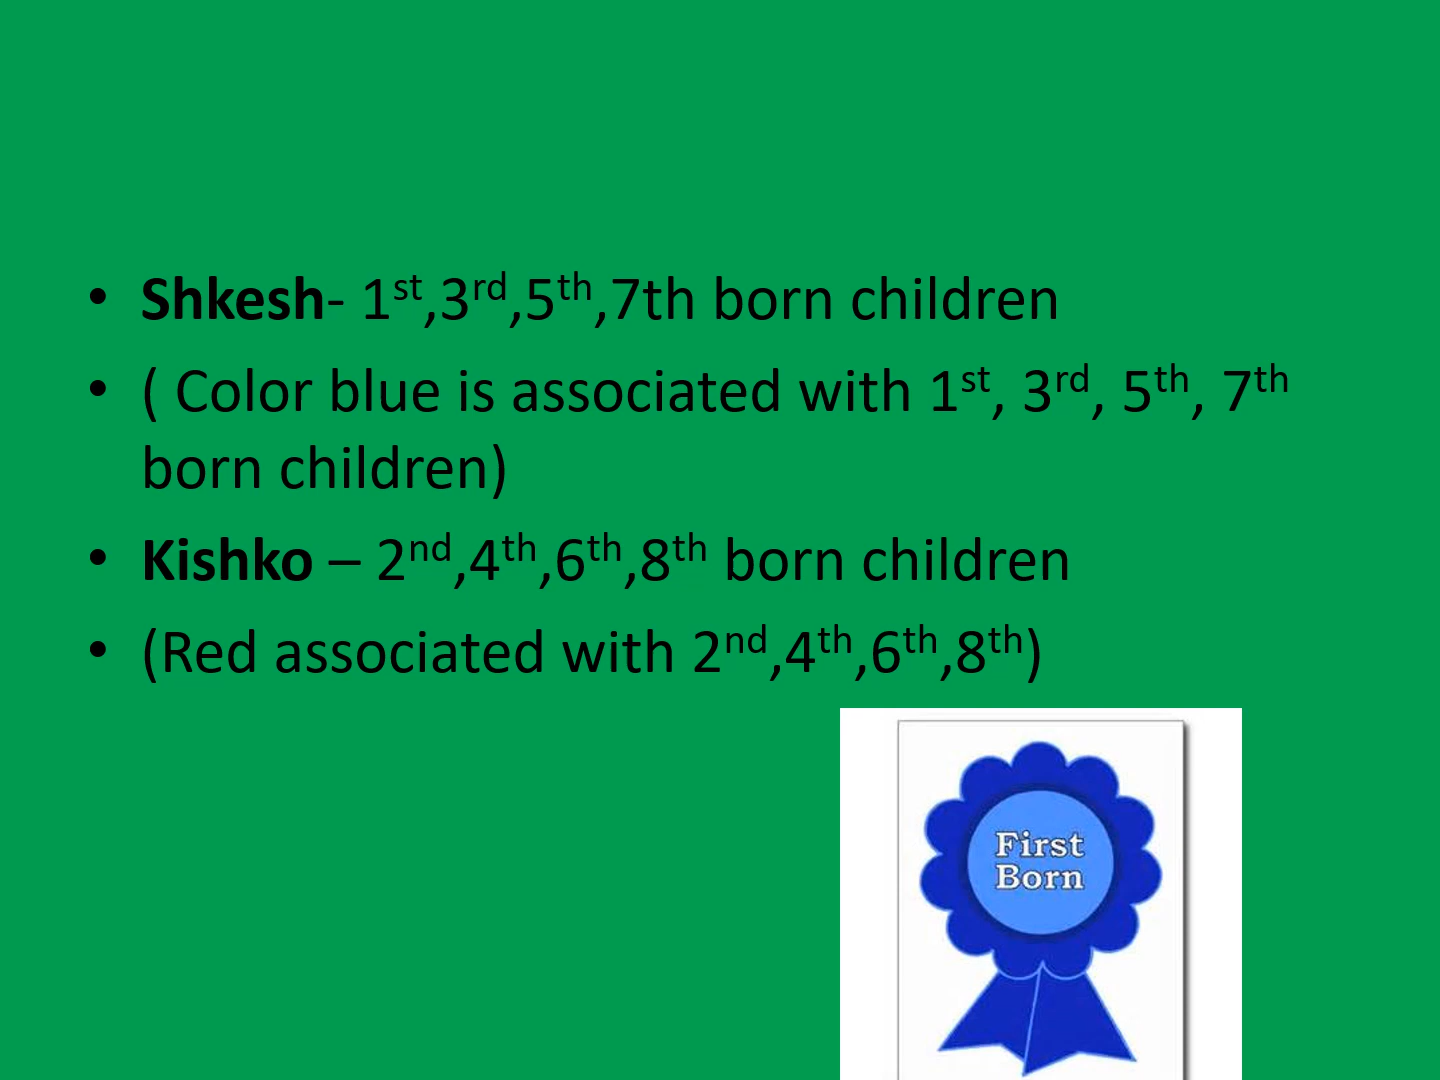 • Shkesh- 1st,3rd,5th,7th born children
• ( Color blue is associated with 1st, 3rd, 5th, 7th
born children)
• Kishko – 2nd,4th,6th,8th born children
• (Red associated with 2nd,4th,6th,8th)
First
Born